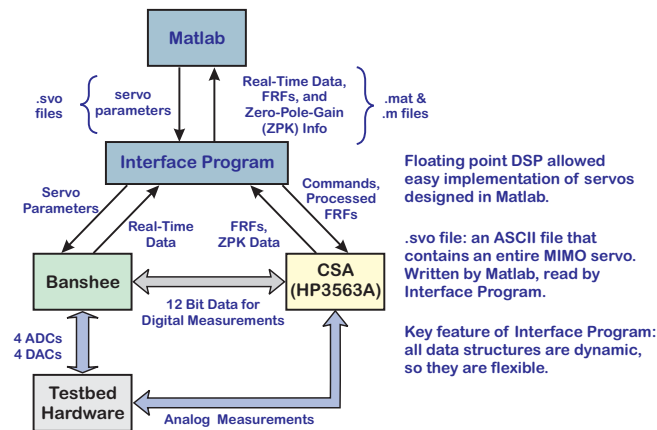 Matlab
.svo
files
servo
parameters
Real-Time Data,
FRFs, and
Zero-Pole-Gain
(ZPK) Info
.mat &
.m files
Interface Program
Servo
Parameters
Real-Time
Data
FRFs,
ZPK Data
Commands,
Processed
FRFs
Banshee
12 Bit Data for
Digital Measurements
CSA
(HP3563A)
4 ADCs
4 DACs
Testbed
Hardware
Analog Measurements
Floating point DSP allowed
easy implementation of servos
designed in Matlab.
.svo file: an ASCII file that
contains an entire MIMO servo.
Written by Matlab, read by
Interface Program.
Key feature of Interface Program:
all data structures are dynamic,
so they are flexible.